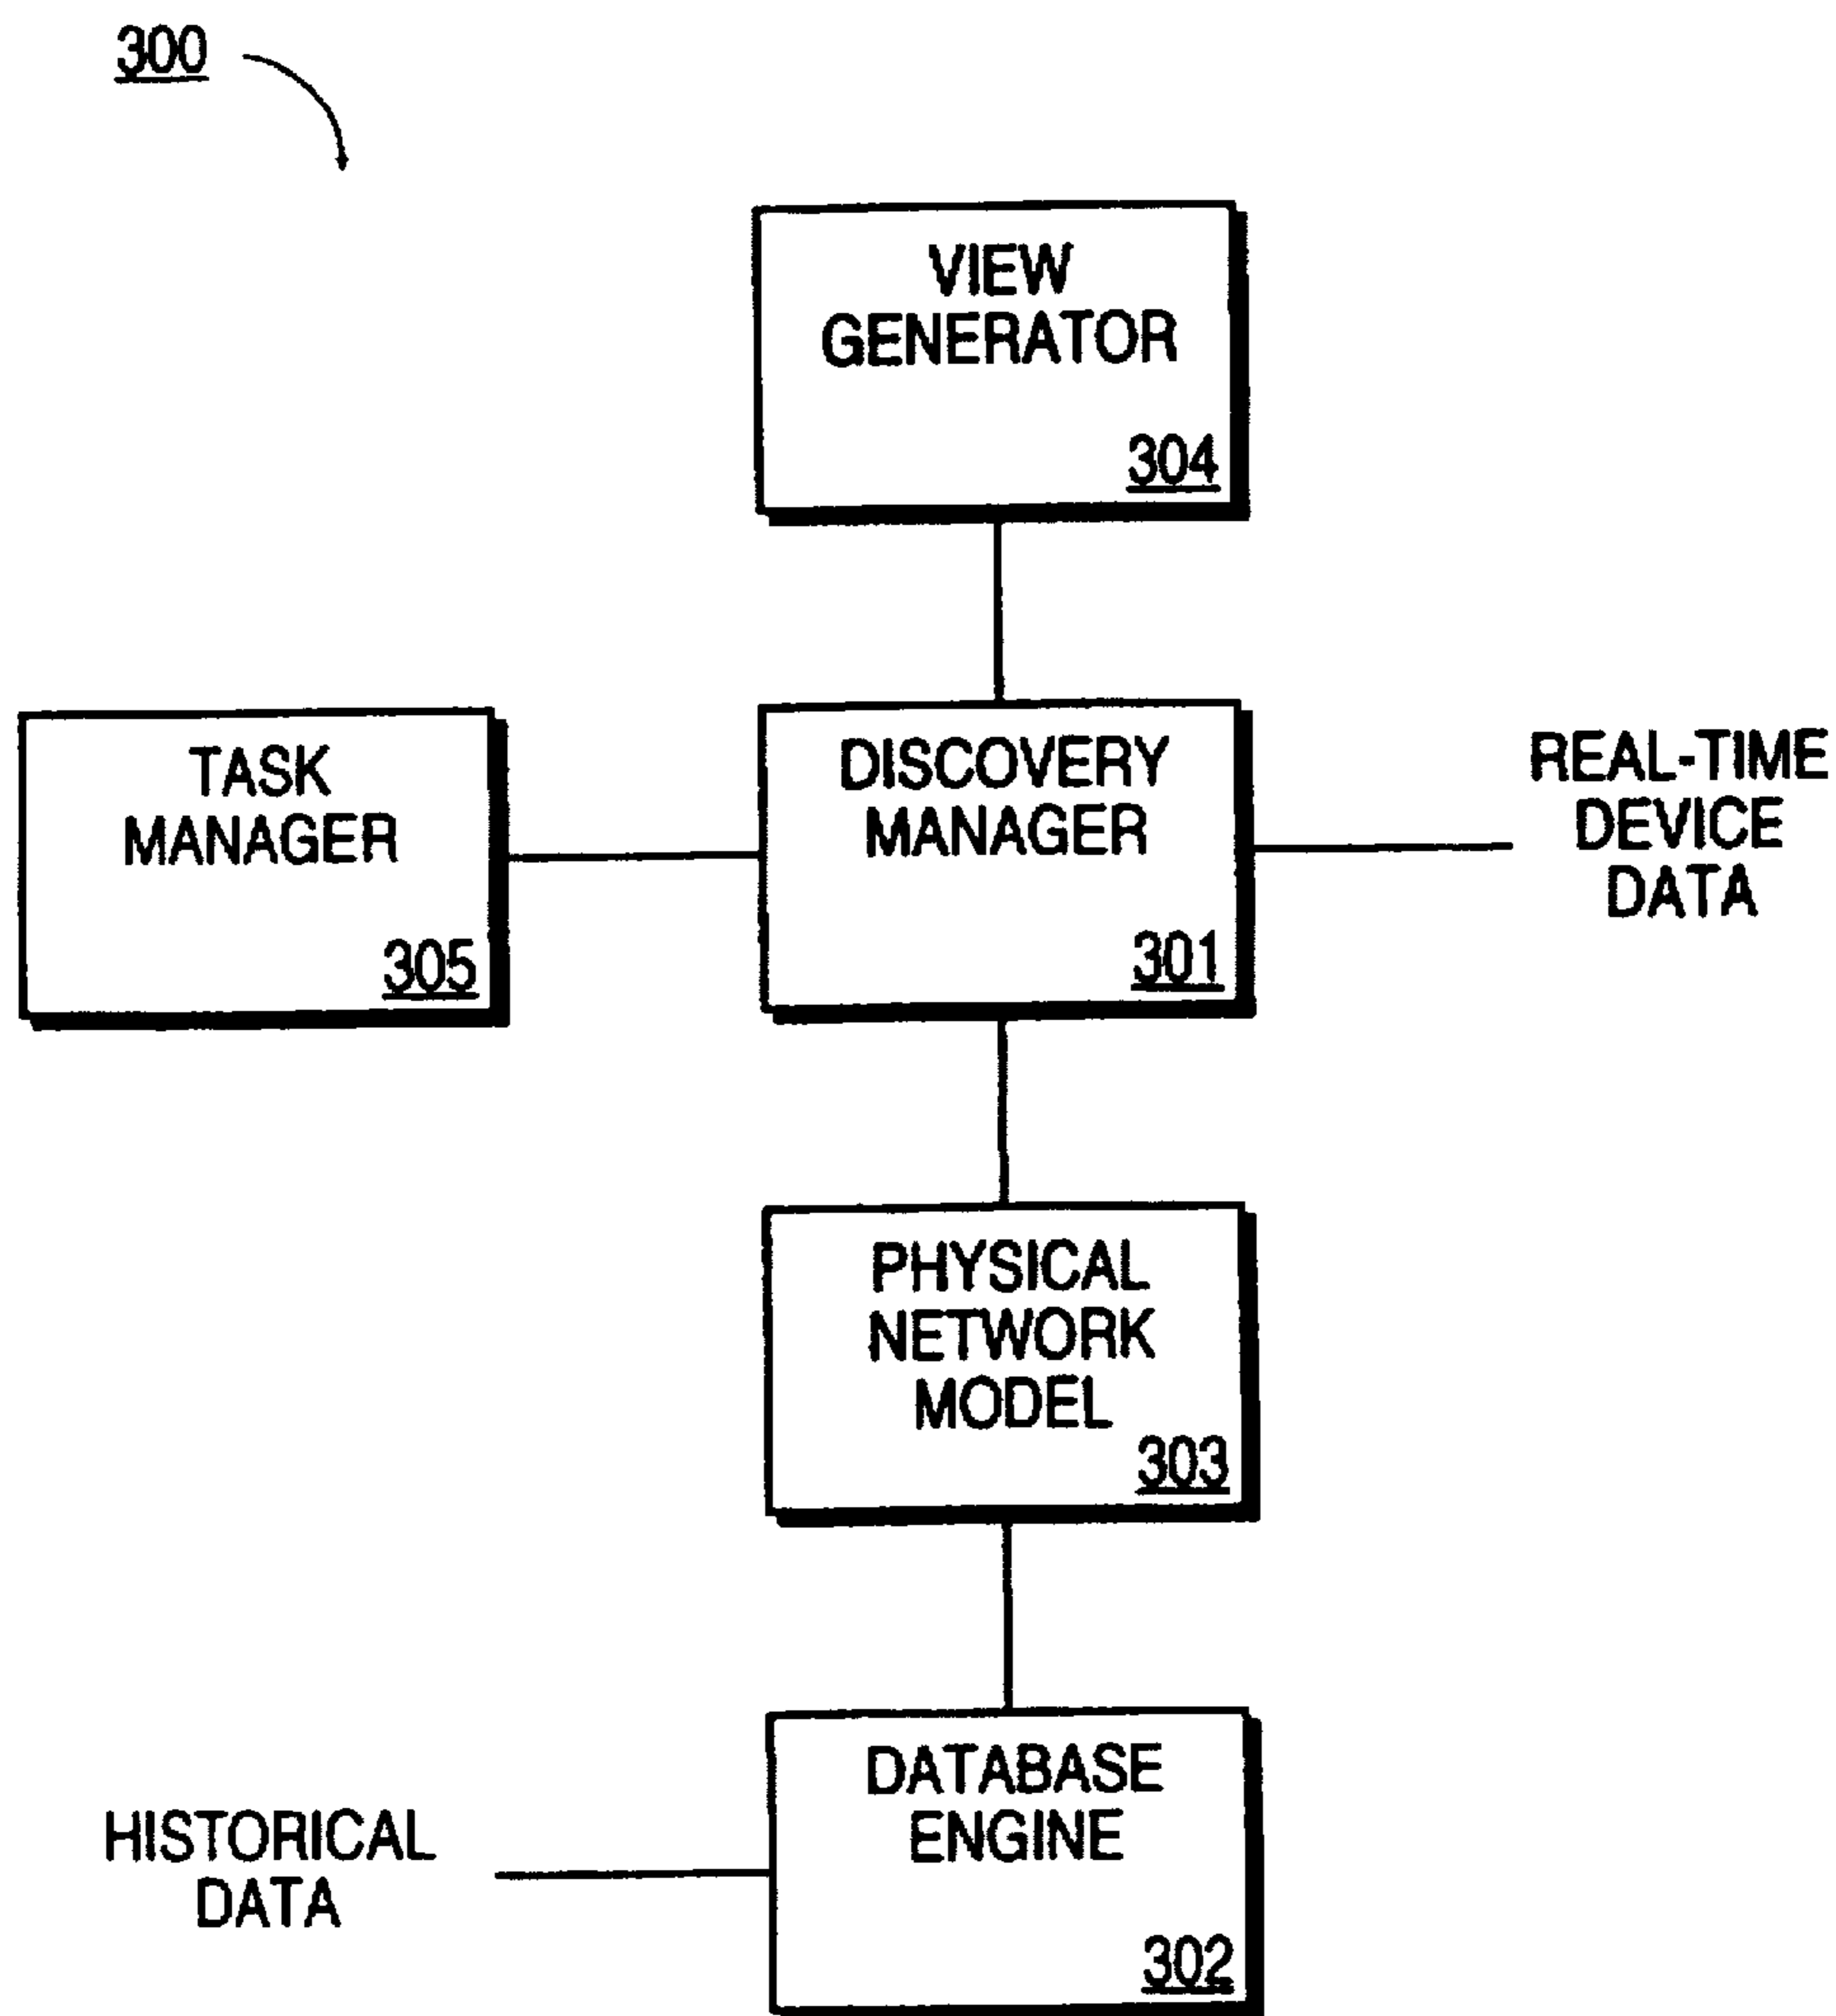 300
VIEW
GENERATOR
304
TASK
MANAGER
305
DISCOVERY
MANAGER
301
REAL-TIME
DEVICE
DATA
PHYSICAL
NETWORK
MODEL
303
HISTORICAL
DATA
DATABASE
ENGINE
302